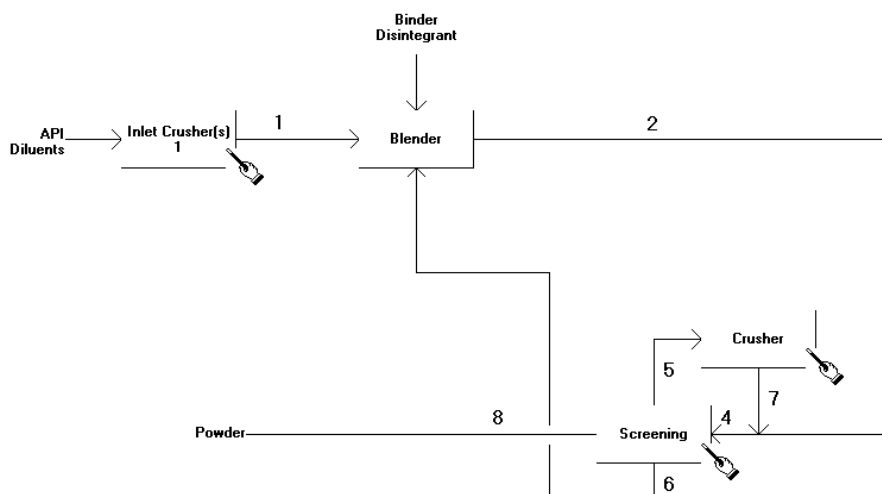 Binder
Disintegrant
API
Diluents
Inlet Crusher(s)
1
1
Blender
2
Crusher
5
7
Powder
8
Screening
4
6